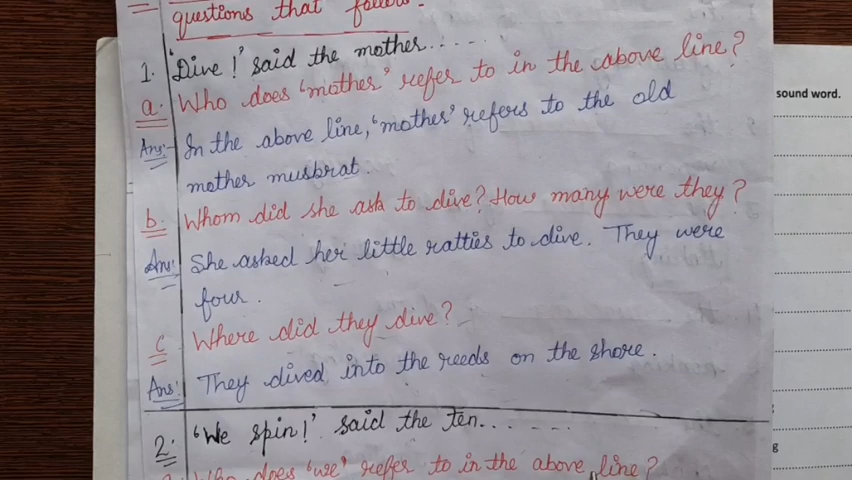 questions that follow.
1. 'Dive!' said the mother.....
a. Who does 'mother' refer to in the above line?
Ans:- In the above line, 'mother' refers to the old
mother muskrat.
b. Whom did she ask to dive? How many were they?
Ans: She asked her little ratties to dive. They were
four.
c Where did they dive?
Ans: They dived into the reeds on the shore.
2. 'We spin!' said the ten........
Who does 'we' refer to in the above line?
sound word.